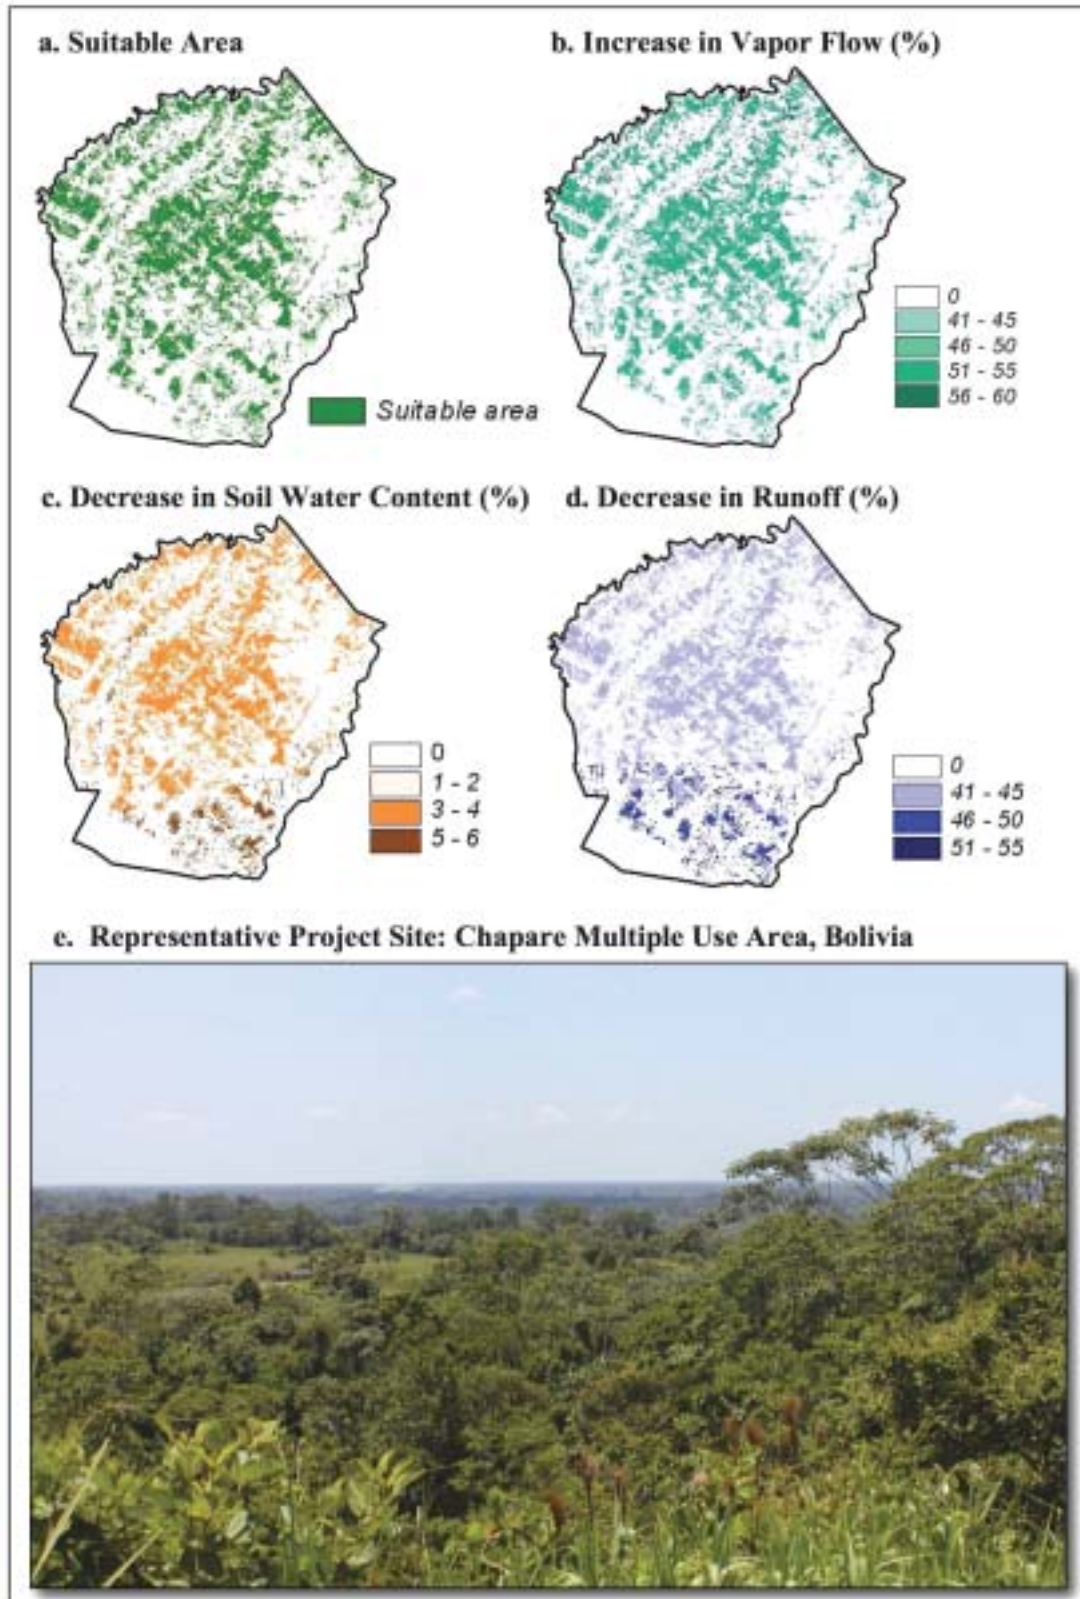 a. Suitable Area
b. Increase in Vapor Flow (%)
Suitable area
0
41 - 45
46 - 50
51 - 55
56 - 60
c. Decrease in Soil Water Content (%)
d. Decrease in Runoff (%)
0
1 - 2
3 - 4
5 - 6
0
41 - 45
46 - 50
51 - 55
e. Representative Project Site: Chapare Multiple Use Area, Bolivia